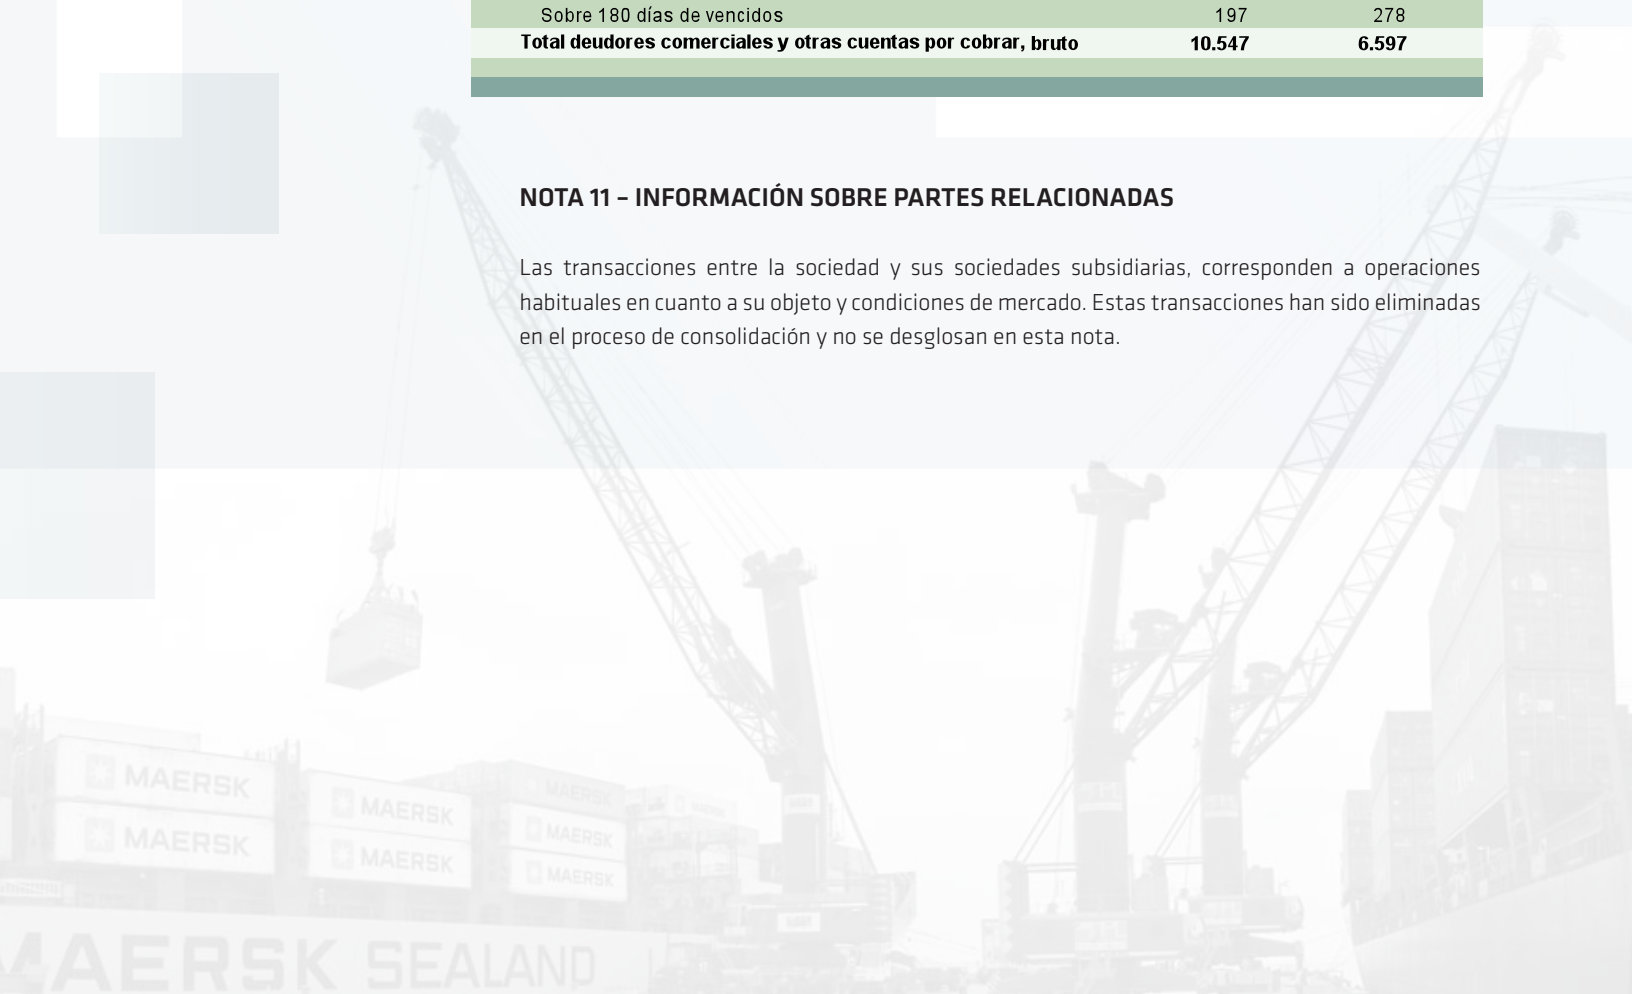 Sobre 180 días de vencidos 197 278
Total deudores comerciales y otras cuentas por cobrar, bruto 10.547 6.597
NOTA 11 – INFORMACIÓN SOBRE PARTES RELACIONADAS
Las transacciones entre la sociedad y sus sociedades subsidiarias, corresponden a operaciones
habituales en cuanto a su objeto y condiciones de mercado. Estas transacciones han sido eliminadas
en el proceso de consolidación y no se desglosan en esta nota.
MAERSK
MAERSK
MAERSK
MAERSK
MAERSK
MAERSK
MAERSK
MAERSK SEALAND